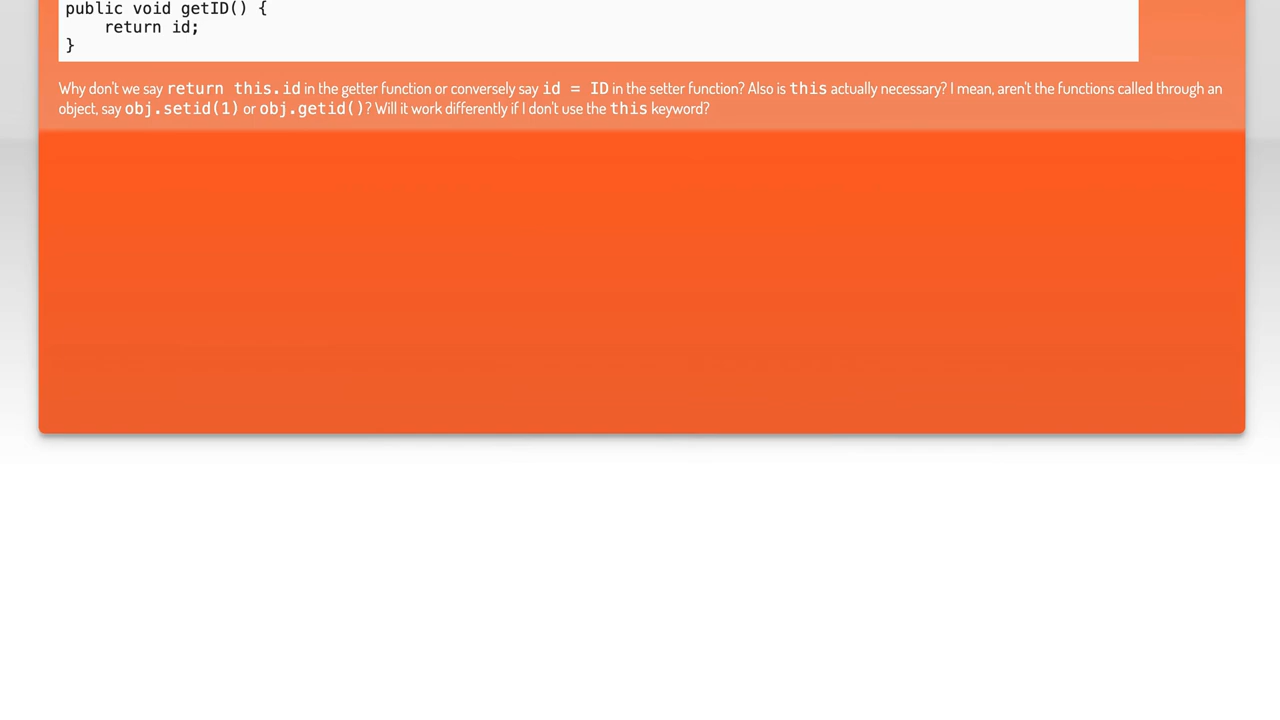 public void getID() {
    return id;
}
Why don't we say return this.id in the getter function or conversely say id = ID in the setter function? Also is this actually necessary? I mean, aren't the functions called through an
object, say obj.setid(1) or obj.getid()? Will it work differently if I don't use the this keyword?